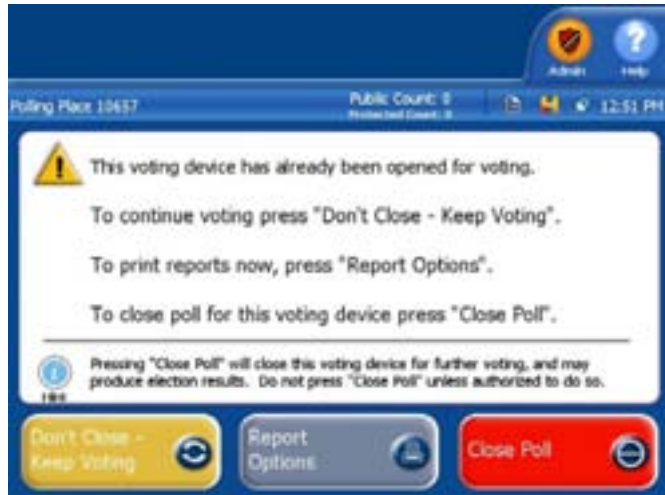 Admin
Help
Polling Place 10657
Public Count: 0
Protected Count: 0
12:51 PM
This voting device has already been opened for voting.
To continue voting press "Don't Close - Keep Voting".
To print reports now, press "Report Options".
To close poll for this voting device press "Close Poll".
Pressing "Close Poll" will close this voting device for further voting, and may
produce election results. Do not press "Close Poll" unless authorized to do so.
Don't Close -
Keep Voting
Report
Options
Close Poll